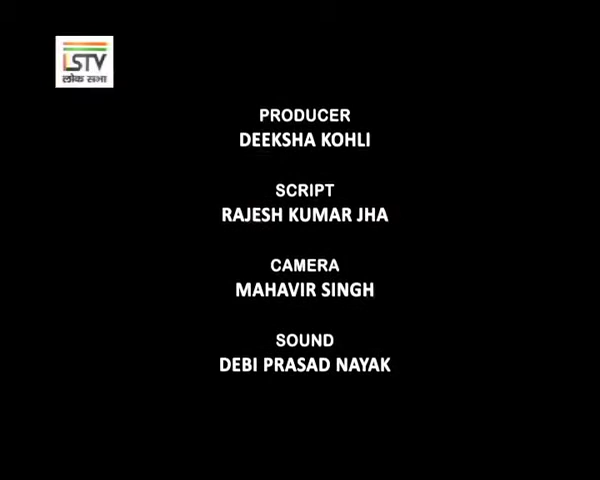 LSTV
लोक सभा
PRODUCER
DEEKSHA KOHLI
SCRIPT
RAJESH KUMAR JHA
CAMERA
MAHAVIR SINGH
SOUND
DEBI PRASAD NAYAK